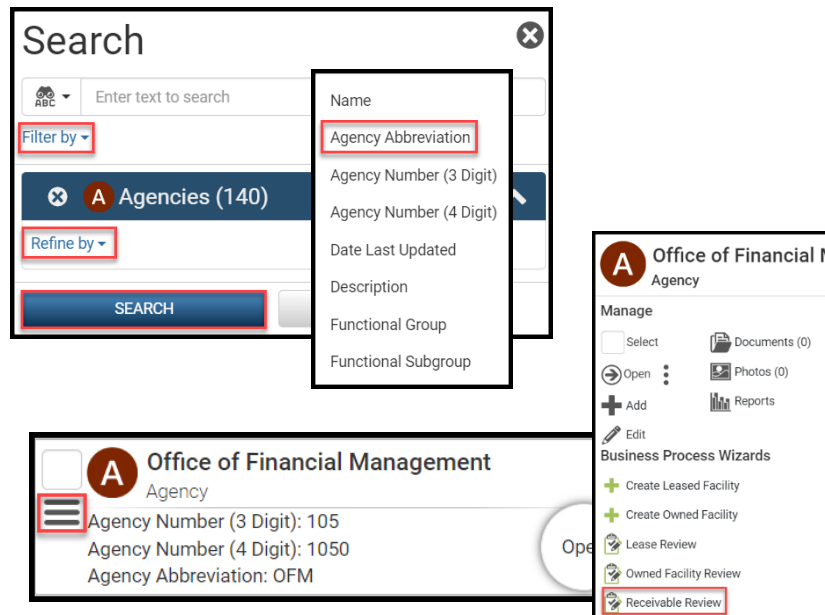 Search
ABC
Enter text to search
Filter by
A Agencies (140)
Refine by
SEARCH
Name
Agency Abbreviation
Agency Number (3 Digit)
Agency Number (4 Digit)
Date Last Updated
Description
Functional Group
Functional Subgroup
A Office of Financial Management
Agency
Agency Number (3 Digit): 105
Agency Number (4 Digit): 1050
Agency Abbreviation: OFM
A Office of Financial
Agency
Manage
Select
Documents (0)
Open
Photos (0)
Add
Reports
Edit
Business Process Wizards
Create Leased Facility
Create Owned Facility
Lease Review
Owned Facility Review
Receivable Review